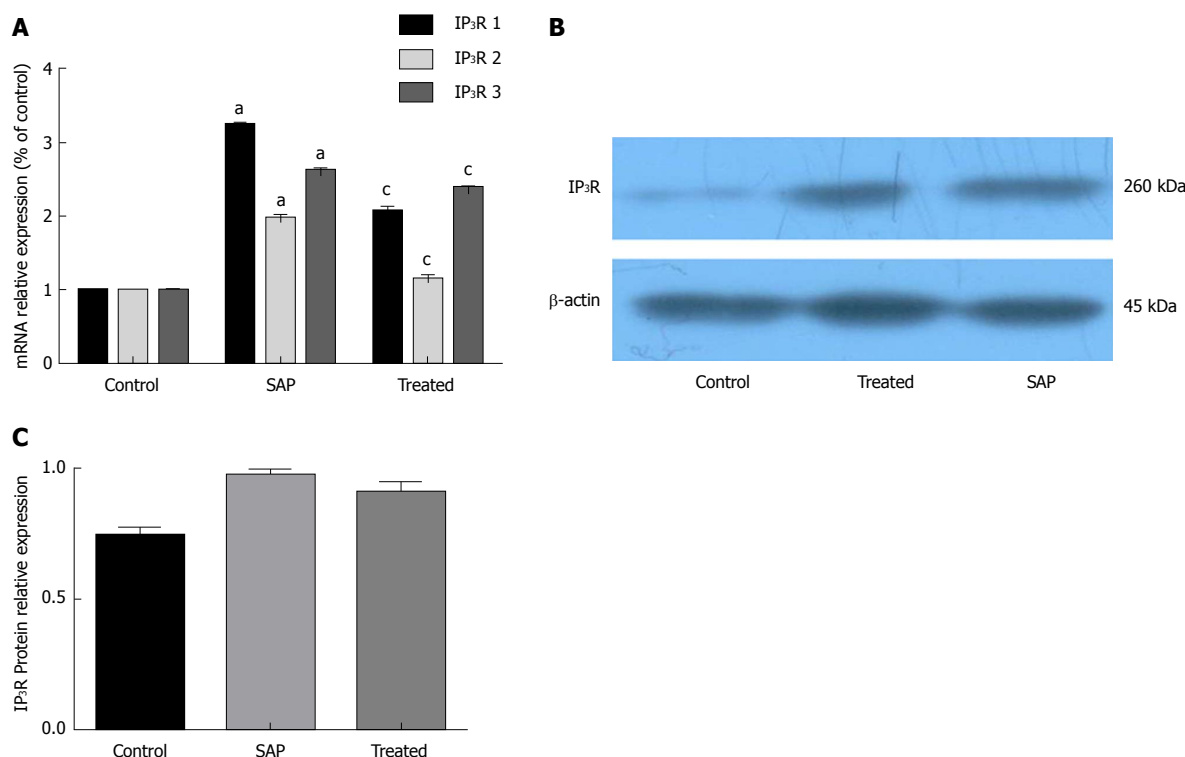 A
IP₃R 1
IP₃R 2
IP₃R 3
mRNA relative expression (% of control)
4
3
2
1
0
a
a
a
c
c
c
Control SAP Treated
B
IP₃R
260 kDa
β-actin
45 kDa
Control Treated SAP
C
IP₃R Protein relative expression
1.0
0.5
0.0
Control SAP Treated